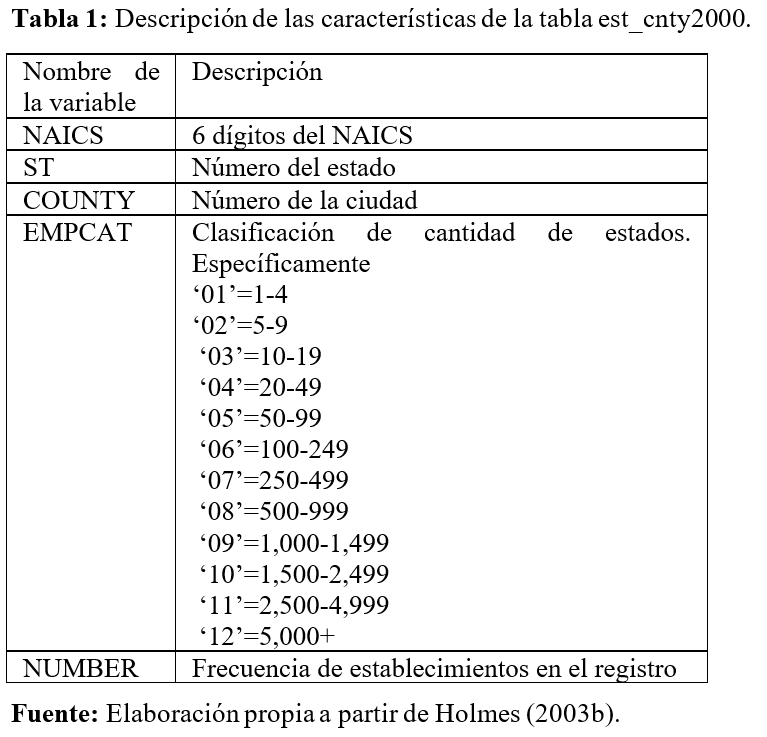 Tabla 1: Descripción de las características de la tabla est_cnty2000.
Nombre de la variable
Descripción
NAICS
6 dígitos del NAICS
ST
Número del estado
COUNTY
Número de la ciudad
EMPCAT
Clasificación de cantidad de estados.
Específicamente
‘01’=1-4
‘02’=5-9
‘03’=10-19
‘04’=20-49
‘05’=50-99
‘06’=100-249
‘07’=250-499
‘08’=500-999
‘09’=1,000-1,499
‘10’=1,500-2,499
‘11’=2,500-4,999
‘12’=5,000+
NUMBER
Frecuencia de establecimientos en el registro
Fuente: Elaboración propia a partir de Holmes (2003b).